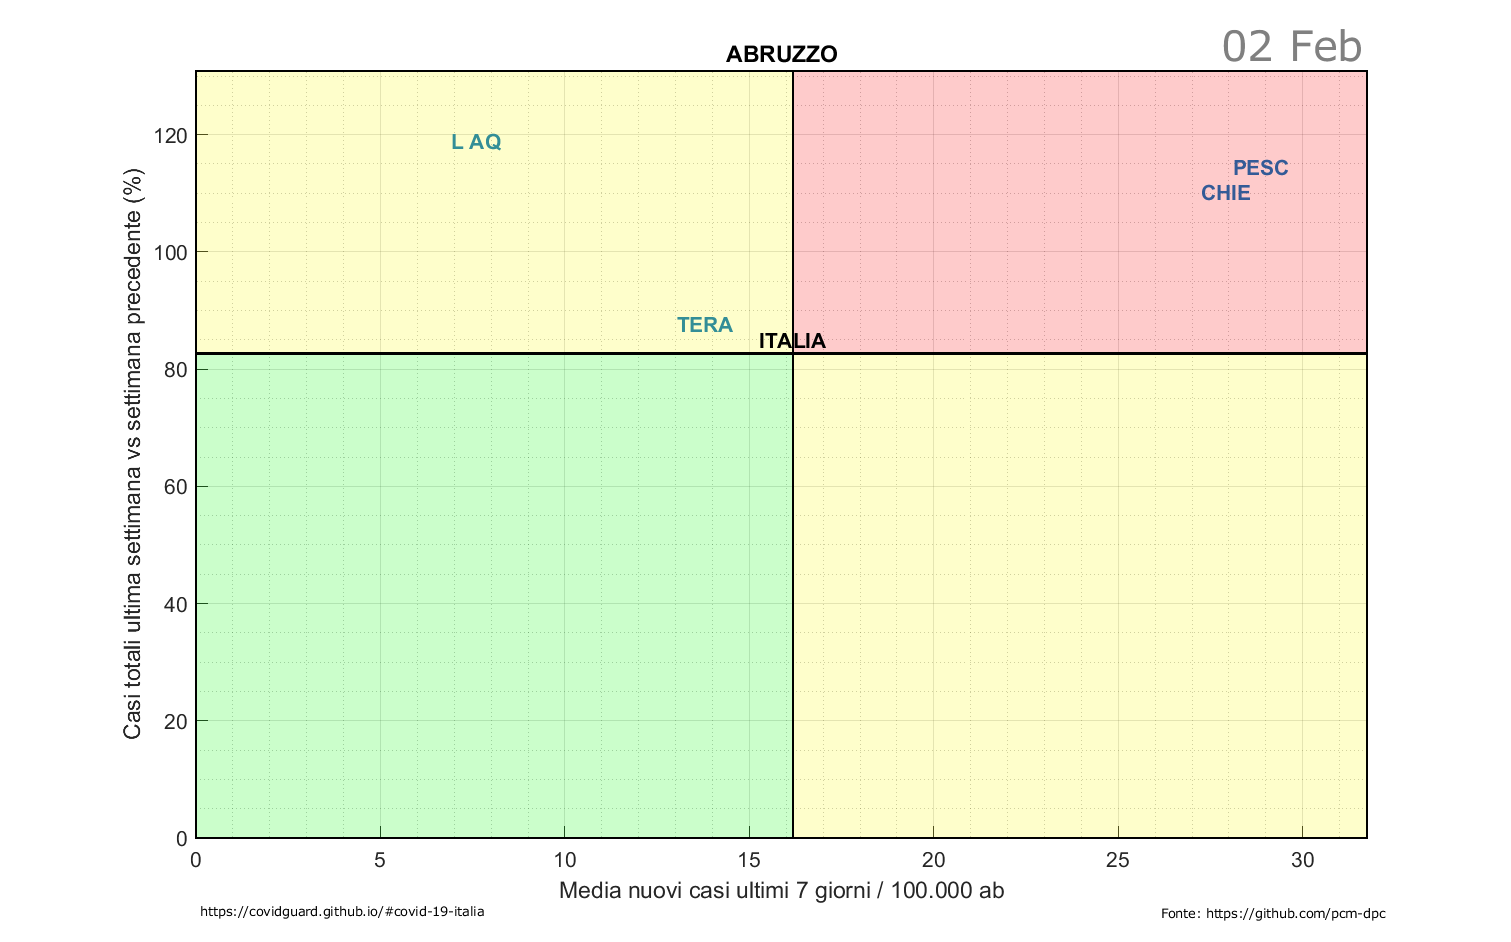 ABRUZZO
02 Feb
Casi totali ultima settimana vs settimana precedente (%)
120
100
80
60
40
20
0
L AQ
PESC
CHIE
TERA
ITALIA
0 5 10 15 20 25 30
Media nuovi casi ultimi 7 giorni / 100.000 ab
https://covidguard.github.io/#covid-19-italia
Fonte: https://github.com/pcm-dpc